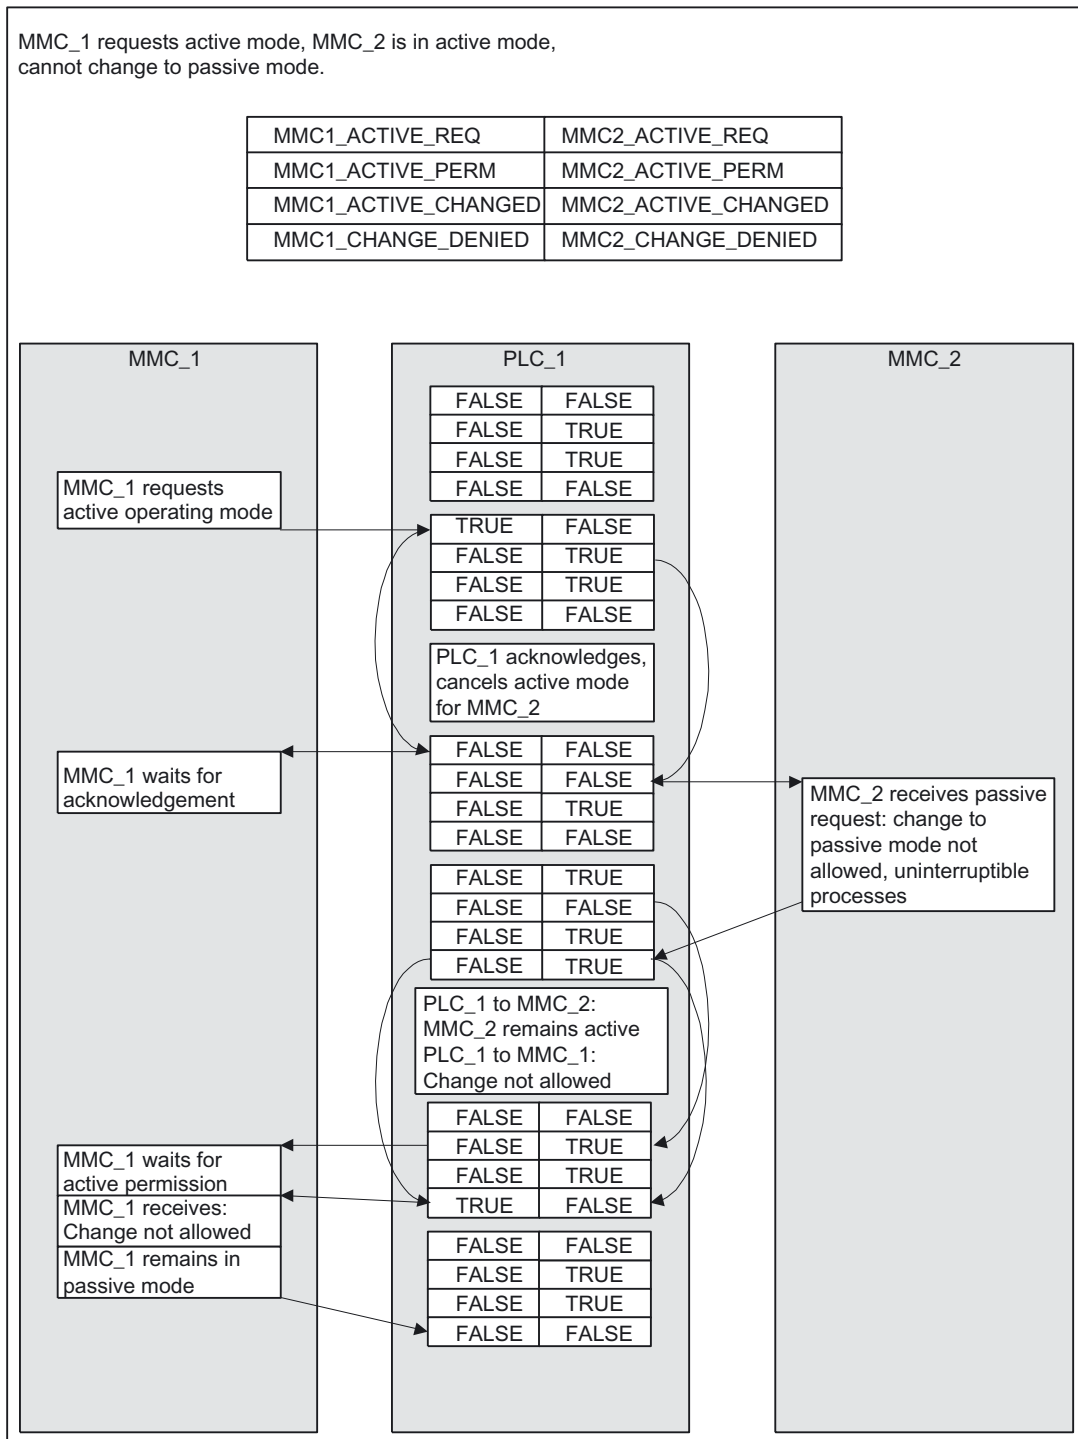 MMC_1 requests active mode, MMC_2 is in active mode,
cannot change to passive mode.
MMC1_ACTIVE_REQ MMC2_ACTIVE_REQ
MMC1_ACTIVE_PERM MMC2_ACTIVE_PERM
MMC1_ACTIVE_CHANGED MMC2_ACTIVE_CHANGED
MMC1_CHANGE_DENIED MMC2_CHANGE_DENIED
MMC_1 PLC_1 MMC_2
FALSE FALSE
FALSE TRUE
FALSE TRUE
FALSE FALSE
MMC_1 requests
active operating mode
TRUE FALSE
FALSE TRUE
FALSE TRUE
FALSE FALSE
PLC_1 acknowledges,
cancels active mode
for MMC_2
FALSE FALSE
FALSE FALSE
FALSE TRUE
FALSE FALSE
MMC_1 waits for
acknowledgement
MMC_2 receives passive
request: change to
passive mode not
allowed, uninterruptible
processes
FALSE TRUE
FALSE FALSE
FALSE TRUE
FALSE TRUE
PLC_1 to MMC_2:
MMC_2 remains active
PLC_1 to MMC_1:
Change not allowed
FALSE FALSE
FALSE TRUE
FALSE TRUE
TRUE FALSE
MMC_1 waits for
active permission
MMC_1 receives:
Change not allowed
MMC_1 remains in
passive mode
FALSE FALSE
FALSE TRUE
FALSE TRUE
FALSE FALSE